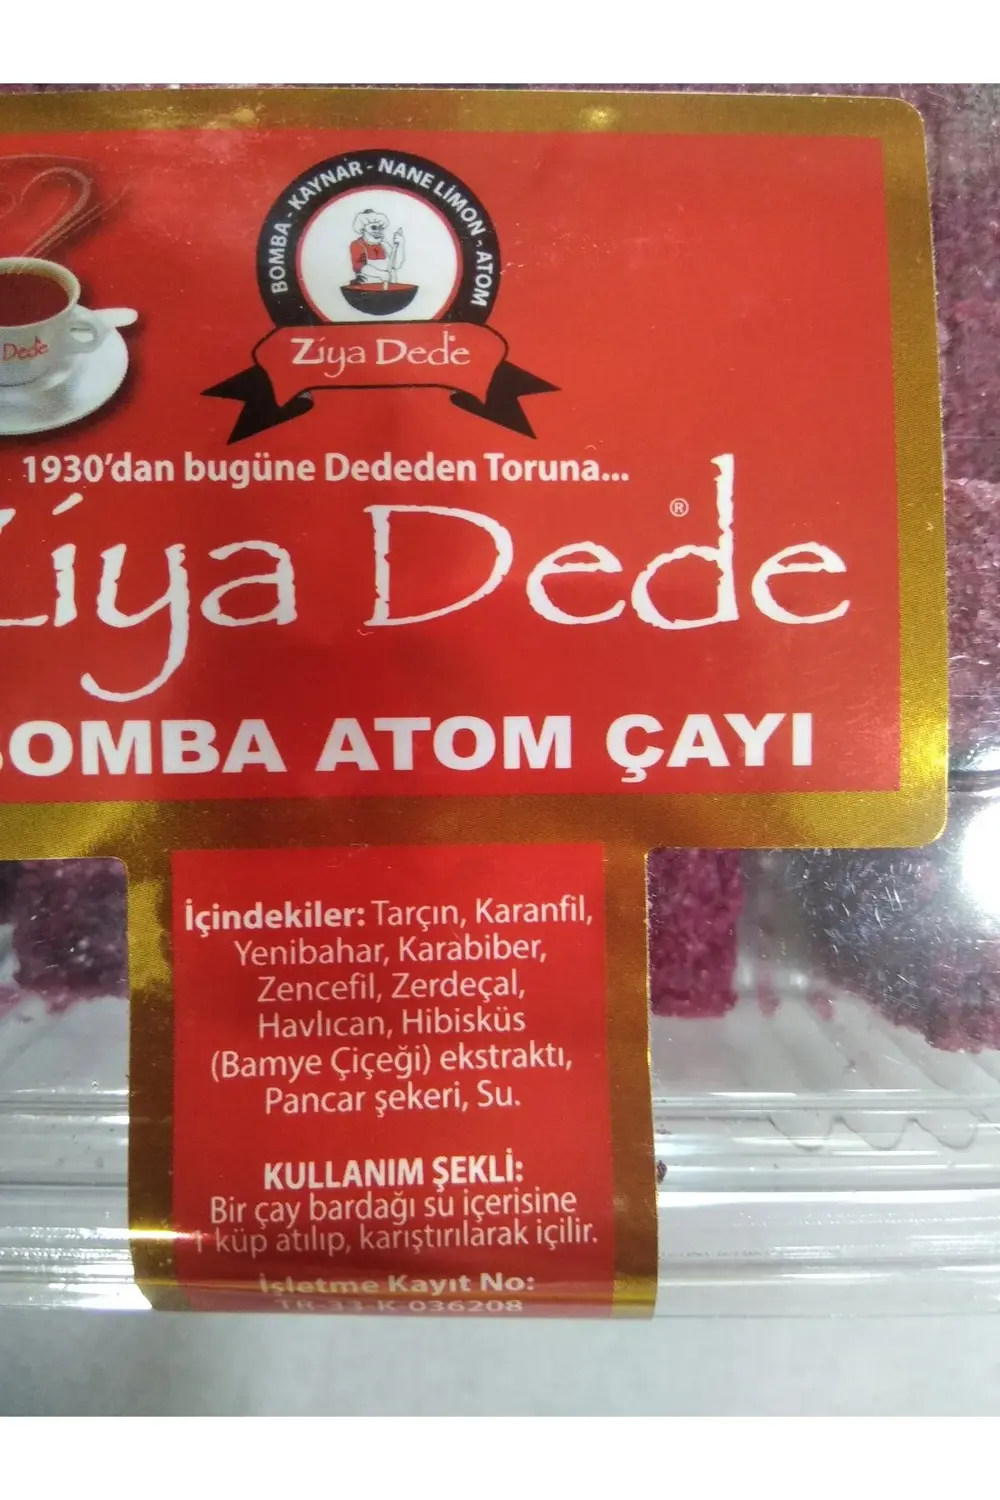 BOMBA - KAYNAR - NANE LİMON - ATOM
Ziya Dede
Dede
1930'dan bugüne Dededen Toruna...
Ziya Dede ®
BOMBA ATOM ÇAYI
İçindekiler: Tarçın, Karanfil,
Yenibahar, Karabiber,
Zencefil, Zerdeçal,
Havlıcan, Hibisküs
(Bamye Çiçeği) ekstraktı,
Pancar şekeri, Su.
KULLANIM ŞEKLİ:
Bir çay bardağı su içerisine
1 küp atılıp, karıştırılarak içilir.
İşletme Kayıt No:
TR-33-K-036208